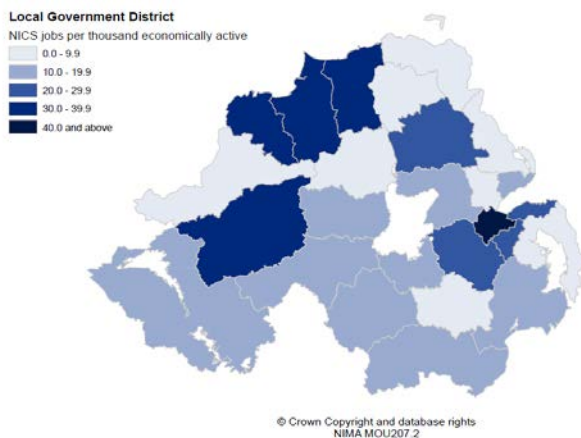 Local Government District
NICS jobs per thousand economically active
0.0 - 9.9
10.0 - 19.9
20.0 - 29.9
30.0 - 39.9
40.0 and above
© Crown Copyright and database rights
NIMA MOU207.2